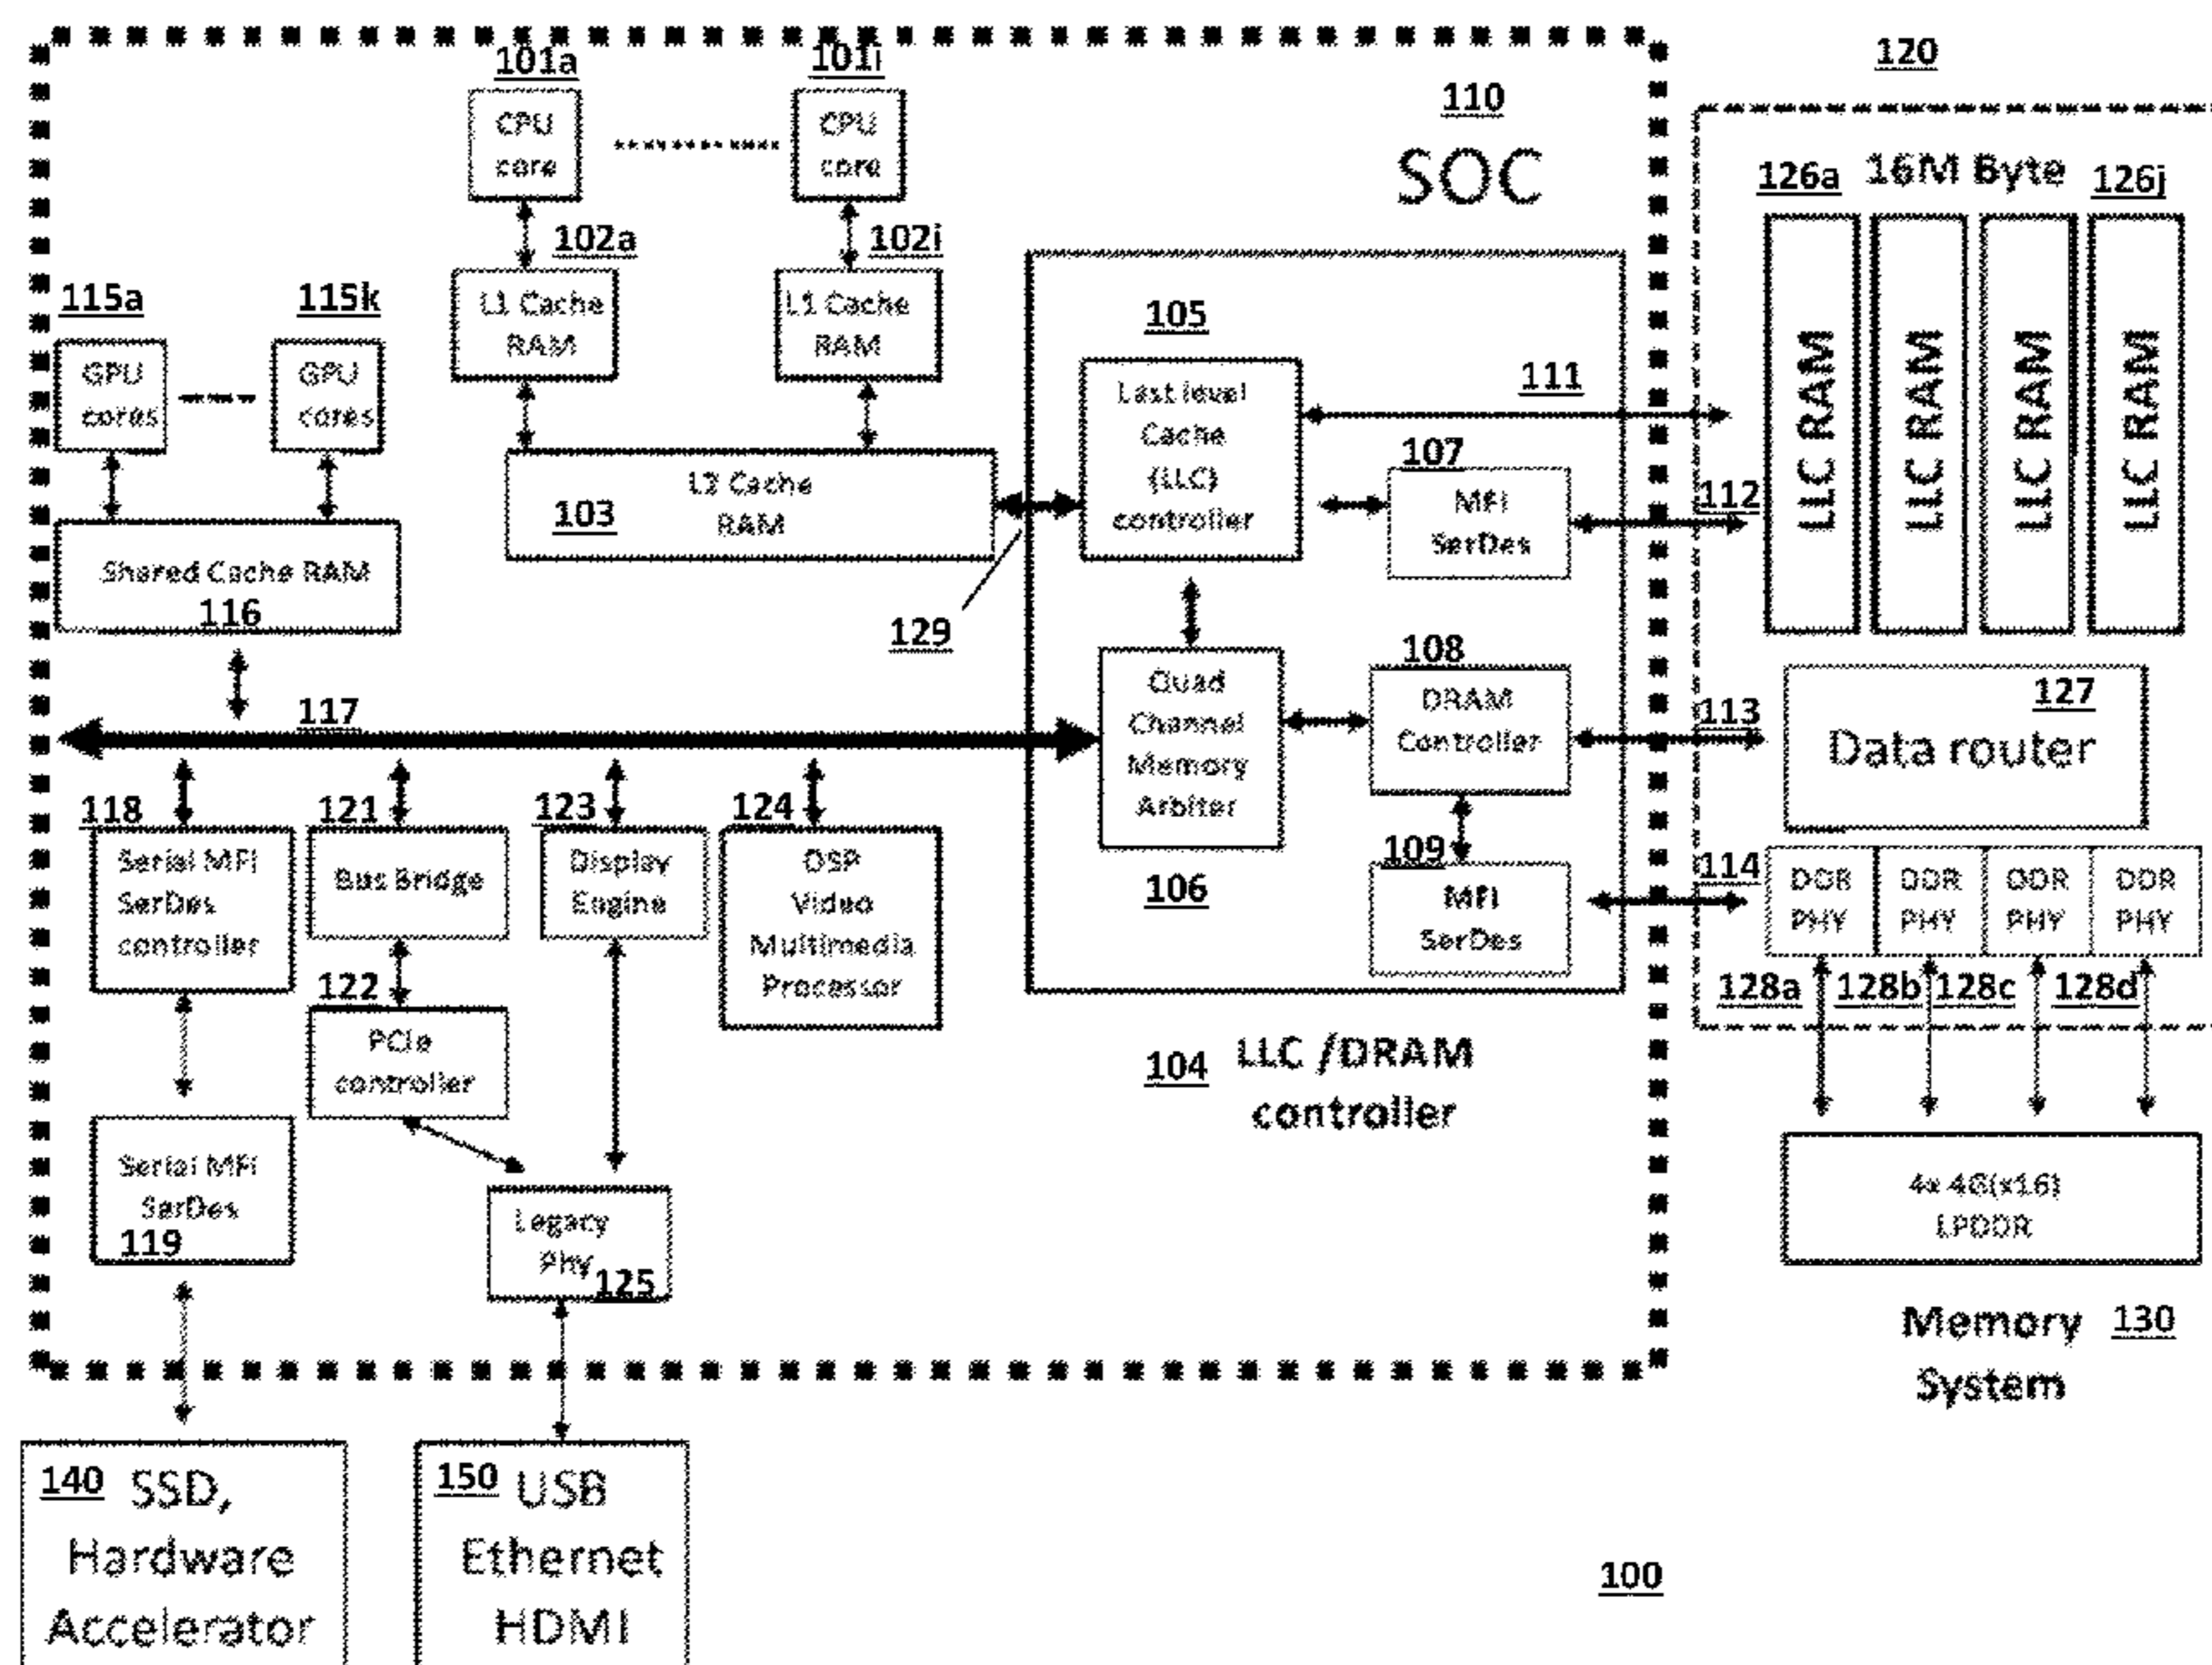 101a
101i
120
110
SOC
CPU
core
CPU
core
126a
16M Byte
126j
102a
102i
L1 Cache
RAM
L1 Cache
RAM
115a
115k
GPU
cores
GPU
cores
105
Last level
Cache
(LLC)
controller
111
LLC RAM
LLC RAM
LLC RAM
LLC RAM
107
MFI
SerDes
112
L2 Cache
RAM
103
Shared Cache RAM
116
129
117
Quad
Channel
Memory
Arbiter
106
108
DRAM
Controller
113
127
Data router
109
MFI
SerDes
114
DDR
PHY
DDR
PHY
DDR
PHY
DDR
PHY
128a
128b
128c
128d
118
Serial MFI
SerDes
controller
121
Bus Bridge
123
Display
Engine
124
DSP
Video
Multimedia
Processor
122
PCIe
controller
104
LLC /DRAM
controller
Serial MFI
SerDes
119
Legacy
Phy
125
4x 4G(x16)
LPDDR
Memory
System
130
140
SSD,
Hardware
Accelerator
150
USB
Ethernet
HDMI
100